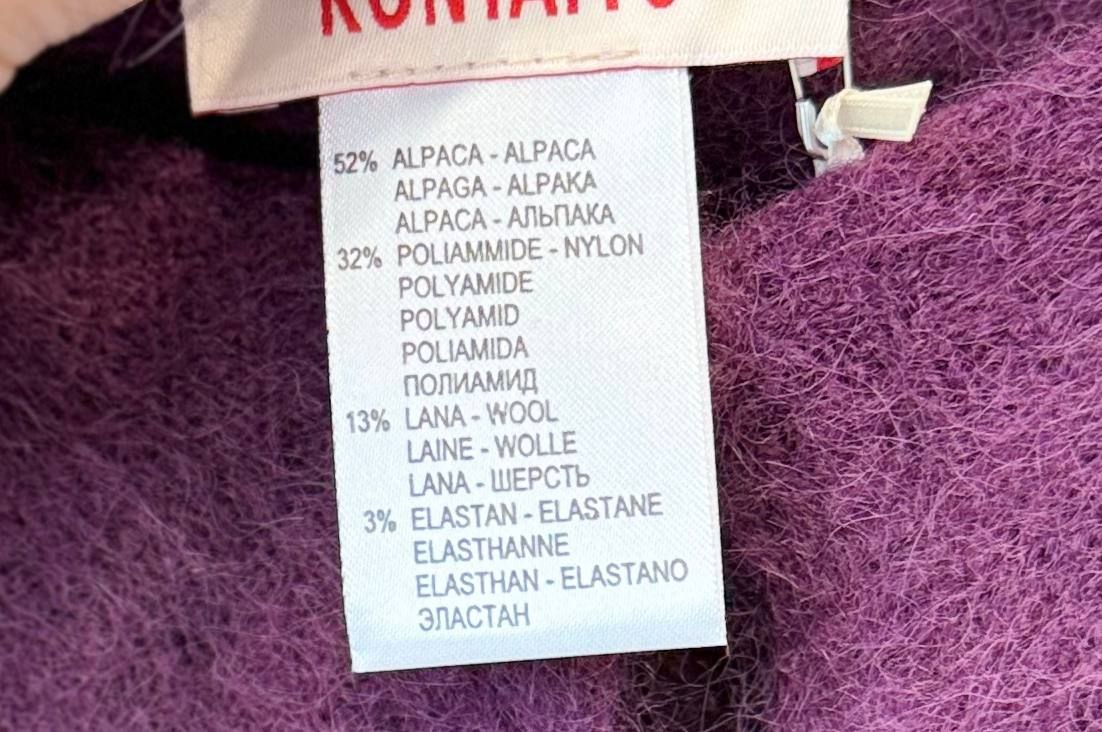 KONTATTO
52% ALPACA - ALPACA
ALPAGA - ALPAKA
ALPACA - АЛЬПАКА
32% POLIAMMIDE - NYLON
POLYAMIDE
POLYAMID
POLIAMIDA
ПОЛИАМИД
13% LANA - WOOL
LAINE - WOLLE
LANA - ШЕРСТЬ
3% ELASTAN - ELASTANE
ELASTHANNE
ELASTHAN - ELASTANO
ЭЛАСТАН